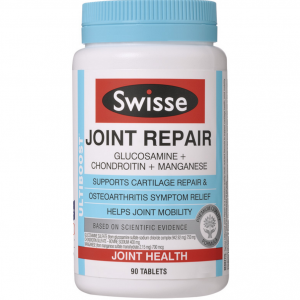 Swisse
ULTIBOOST
JOINT REPAIR
GLUCOSAMINE +
CHONDROITIN + MANGANESE
SUPPORTS CARTILAGE REPAIR &
OSTEOARTHRITIS SYMPTOM RELIEF
HELPS JOINT MOBILITY
BASED ON SCIENTIFIC EVIDENCE
JOINT HEALTH
90 TABLETS